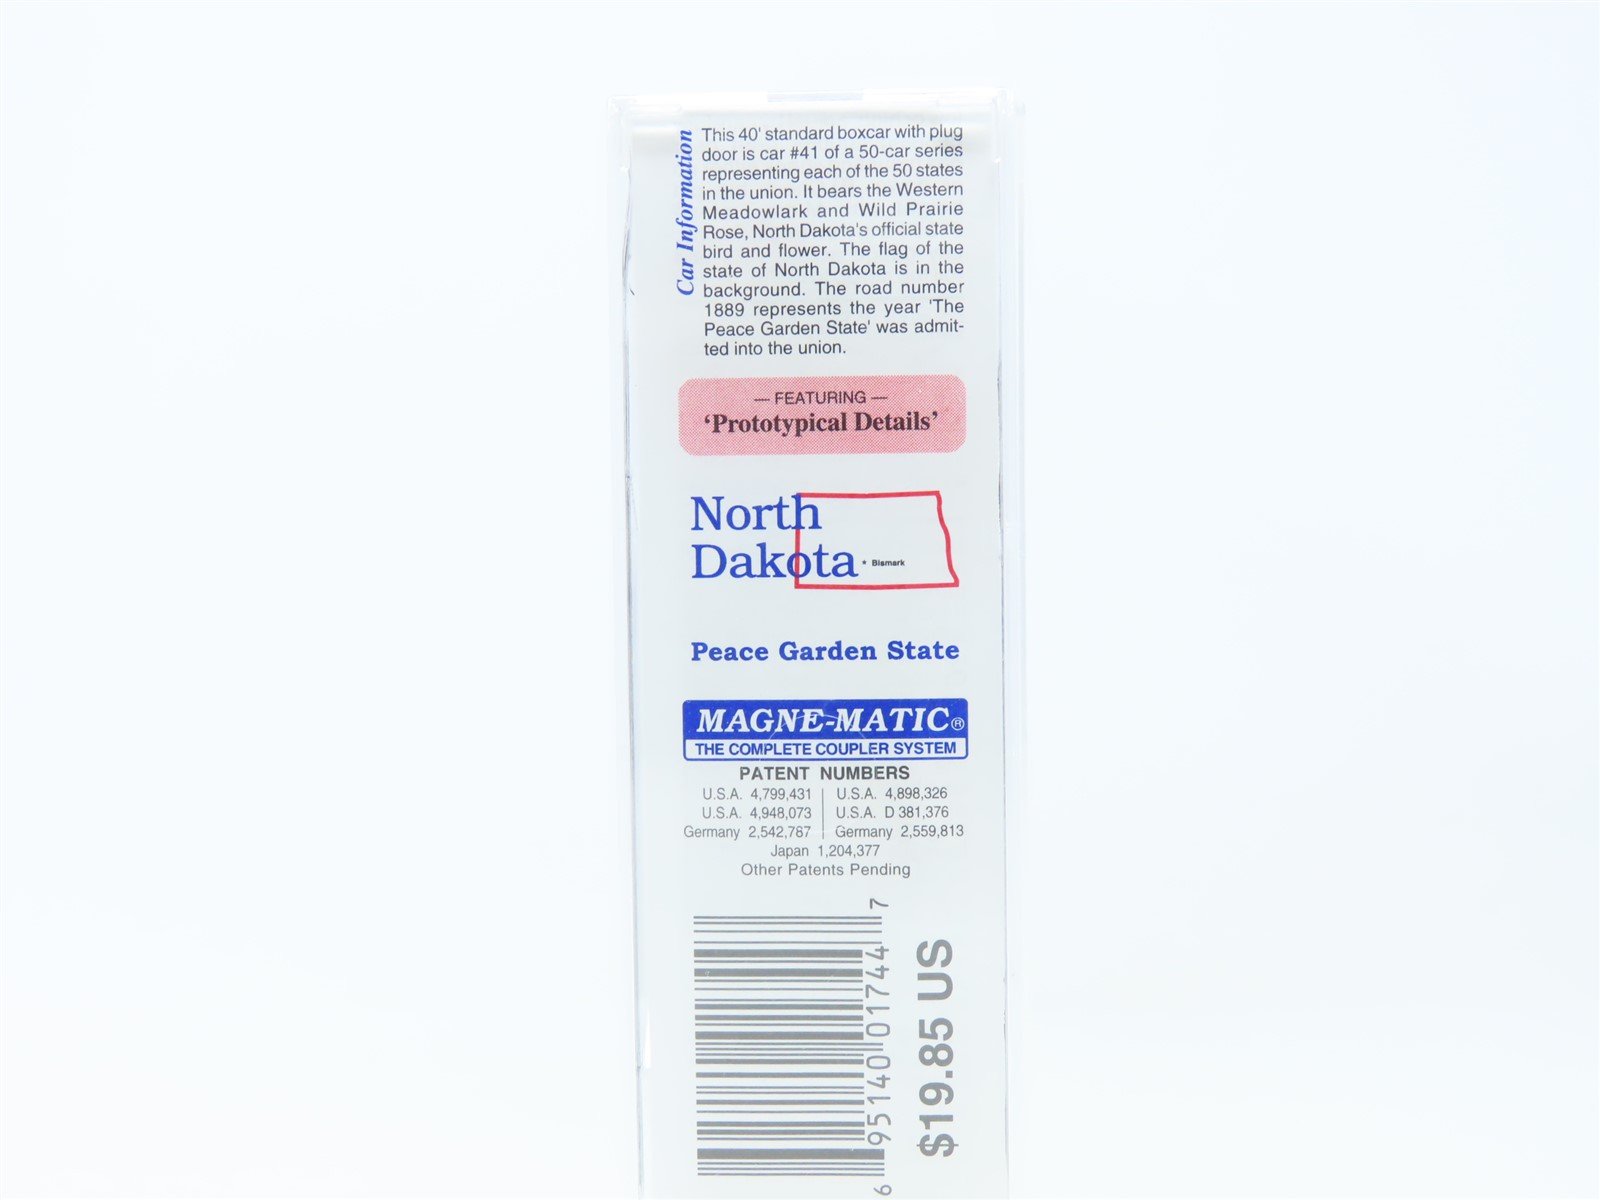 Car Information
This 40' standard boxcar with plug
door is car #41 of a 50-car series
representing each of the 50 states
in the union. It bears the Western
Meadowlark and Wild Prairie
Rose, North Dakota's official state
bird and flower. The flag of the
state of North Dakota is in the
background. The road number
1889 represents the year 'The
Peace Garden State' was admit-
ted into the union.
— FEATURING —
‘Prototypical Details’
North
Dakota
* Bismark
Peace Garden State
MAGNE-MATIC®
THE COMPLETE COUPLER SYSTEM
PATENT NUMBERS
U.S.A. 4,799,431 | U.S.A. 4,898,326
U.S.A. 4,948,073 | U.S.A. D 381,376
Germany 2,542,787 | Germany 2,559,813
Japan 1,204,377
Other Patents Pending
6 95140 01744 7
$19.85 US